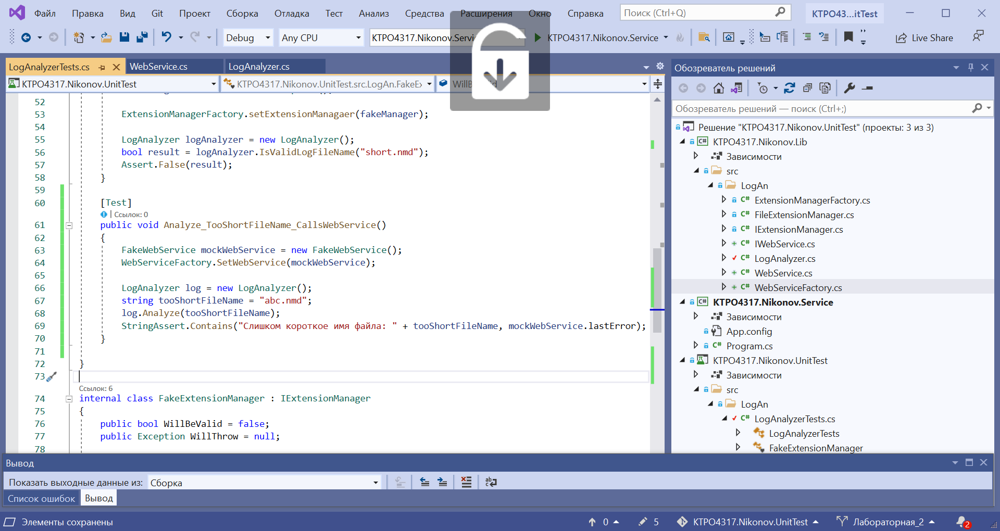 Файл Правка Вид Git Проект Сборка Отладка Тест Анализ Средства Расширения Окно Справка Поиск (Ctrl+Q) КТРО43...itTest
Debug Any CPU KTPO4317.Nikonov.Servi KTPO4317.Nikonov.Service Live Share
LogAnalyzerTests.cs WebService.cs LogAnalyzer.cs
KTPO4317.Nikonov.UnitTest KTPO4317.Nikonov.UnitTest.src.LogAn.FakeEx
52
53 ExtensionManagerFactory.setExtensionManagaer(fakeManager);
54
55 LogAnalyzer logAnalyzer = new LogAnalyzer();
56 bool result = logAnalyzer.IsValidLogFileName("short.nmd");
57 Assert.False(result);
58 }
59
60 [Test]
Ссылок: 0
61 public void Analyze_TooShortFileName_CallsWebService()
62 {
63 FakeWebService mockWebService = new FakeWebService();
64 WebServiceFactory.SetWebService(mockWebService);
65
66 LogAnalyzer log = new LogAnalyzer();
67 string tooShortFileName = "abc.nmd";
68 log.Analyze(tooShortFileName);
69 StringAssert.Contains("Слишком короткое имя файла: " + tooShortFileName, mockWebService.lastError);
70 }
71
72 }
73
Ссылок: 6
74 internal class FakeExtensionManager : IExtensionManager
75 {
76 public bool WillBeValid = false;
77 public Exception WillThrow = null;
78
Обозреватель решений
Обозреватель решений — поиск (Ctrl+;)
Решение "KTPO4317.Nikonov.UnitTest" (проекты: 3 из 3)
KTPO4317.Nikonov.Lib
Зависимости
src
LogAn
C# ExtensionManagerFactory.cs
C# FileExtensionManager.cs
C# IExtensionManager.cs
C# IWebService.cs
C# LogAnalyzer.cs
C# WebService.cs
C# WebServiceFactory.cs
C# KTPO4317.Nikonov.Service
Зависимости
App.config
C# Program.cs
KTPO4317.Nikonov.UnitTest
Зависимости
src
LogAn
C# LogAnalyzerTests.cs
LogAnalyzerTests
FakeExtensionManager
Вывод
Показать выходные данные из: Сборка
Список ошибок Вывод
Элементы сохранены 0 5 KTPO4317.Nikonov.UnitTest Лабораторная_2 2